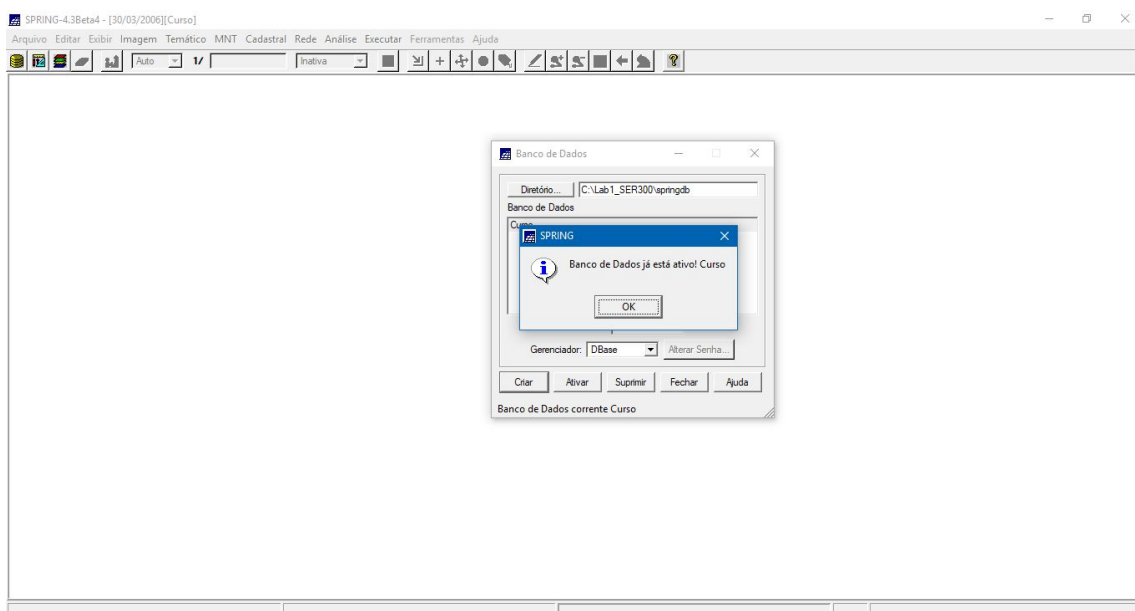 SPRING-4.3Beta4 - [30/03/2006][Curso]
Arquivo Editar Exibir Imagem Temático MNT Cadastral Rede Análise Executar Ferramentas Ajuda
Auto 1/ Inativa
Banco de Dados
Diretório... C:\Lab1_SER300\springdb
Banco de Dados
SPRING
Banco de Dados já está ativo! Curso
OK
Gerenciador: DBase Alterar Senha...
Criar Ativar Suprimir Fechar Ajuda
Banco de Dados corrente Curso